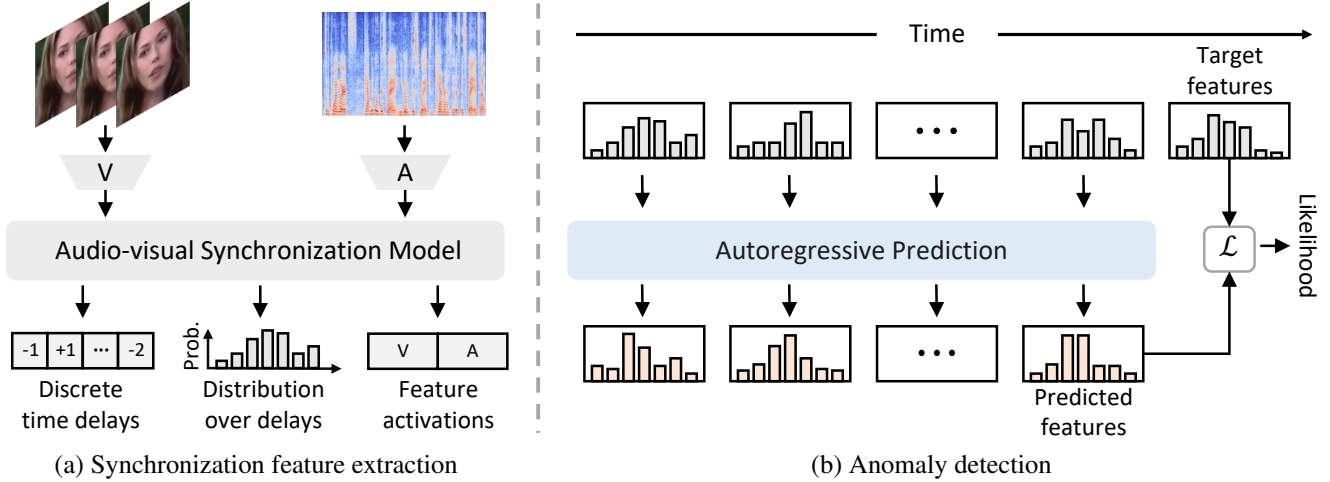 V
A
Audio-visual Synchronization Model
-1 +1 ··· -2
Prob.
V A
Discrete
time delays
Distribution
over delays
Feature
activations
(a) Synchronization feature extraction
Time
Target
features
• • •
Autoregressive Prediction
ℒ
Likelihood
• • •
Predicted
features
(b) Anomaly detection